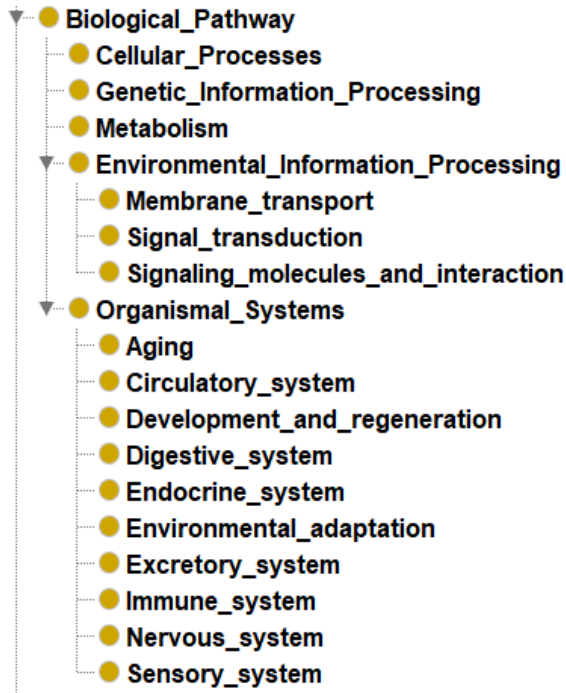 Biological_Pathway
Cellular_Processes
Genetic_Information_Processing
Metabolism
Environmental_Information_Processing
Membrane_transport
Signal_transduction
Signaling_molecules_and_interaction
Organismal_Systems
Aging
Circulatory_system
Development_and_regeneration
Digestive_system
Endocrine_system
Environmental_adaptation
Excretory_system
Immune_system
Nervous_system
Sensory_system